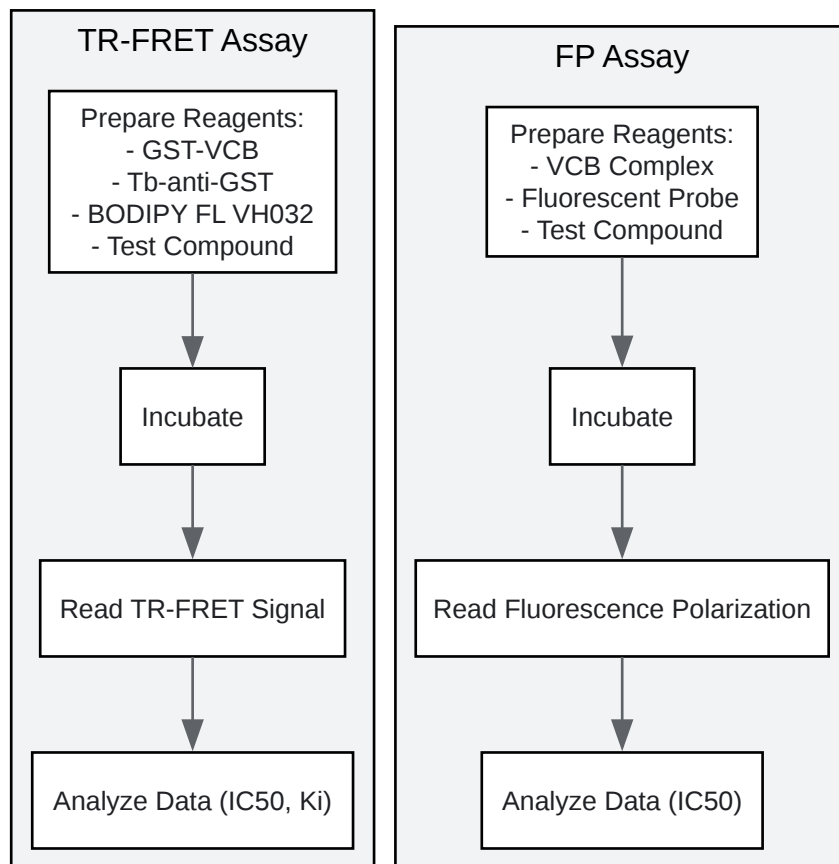 TR-FRET Assay
Prepare Reagents:
- GST-VCB
- Tb-anti-GST
- BODIPY FL VH032
- Test Compound
Incubate
Read TR-FRET Signal
Analyze Data (IC50, Ki)
FP Assay
Prepare Reagents:
- VCB Complex
- Fluorescent Probe
- Test Compound
Incubate
Read Fluorescence Polarization
Analyze Data (IC50)